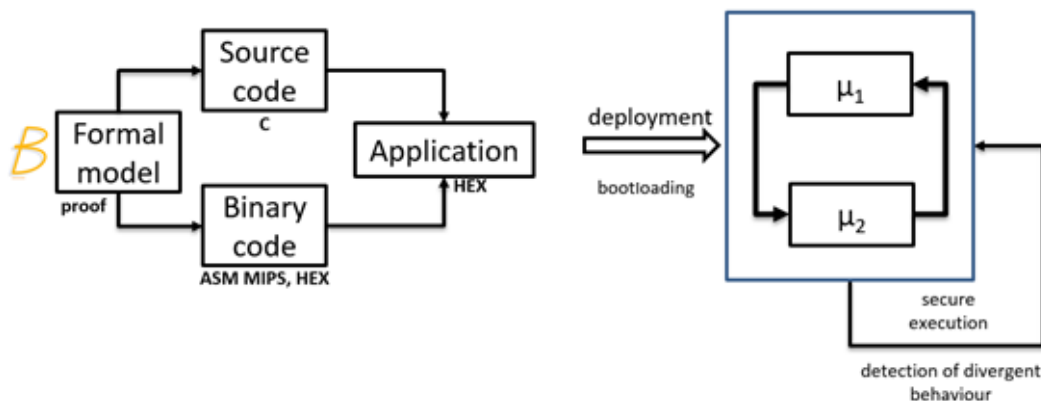 B
Formal
model
proof
Source
code
C
Binary
code
ASM MIPS, HEX
Application
HEX
deployment
bootloading
μ1
μ2
secure
execution
detection of divergent
behaviour